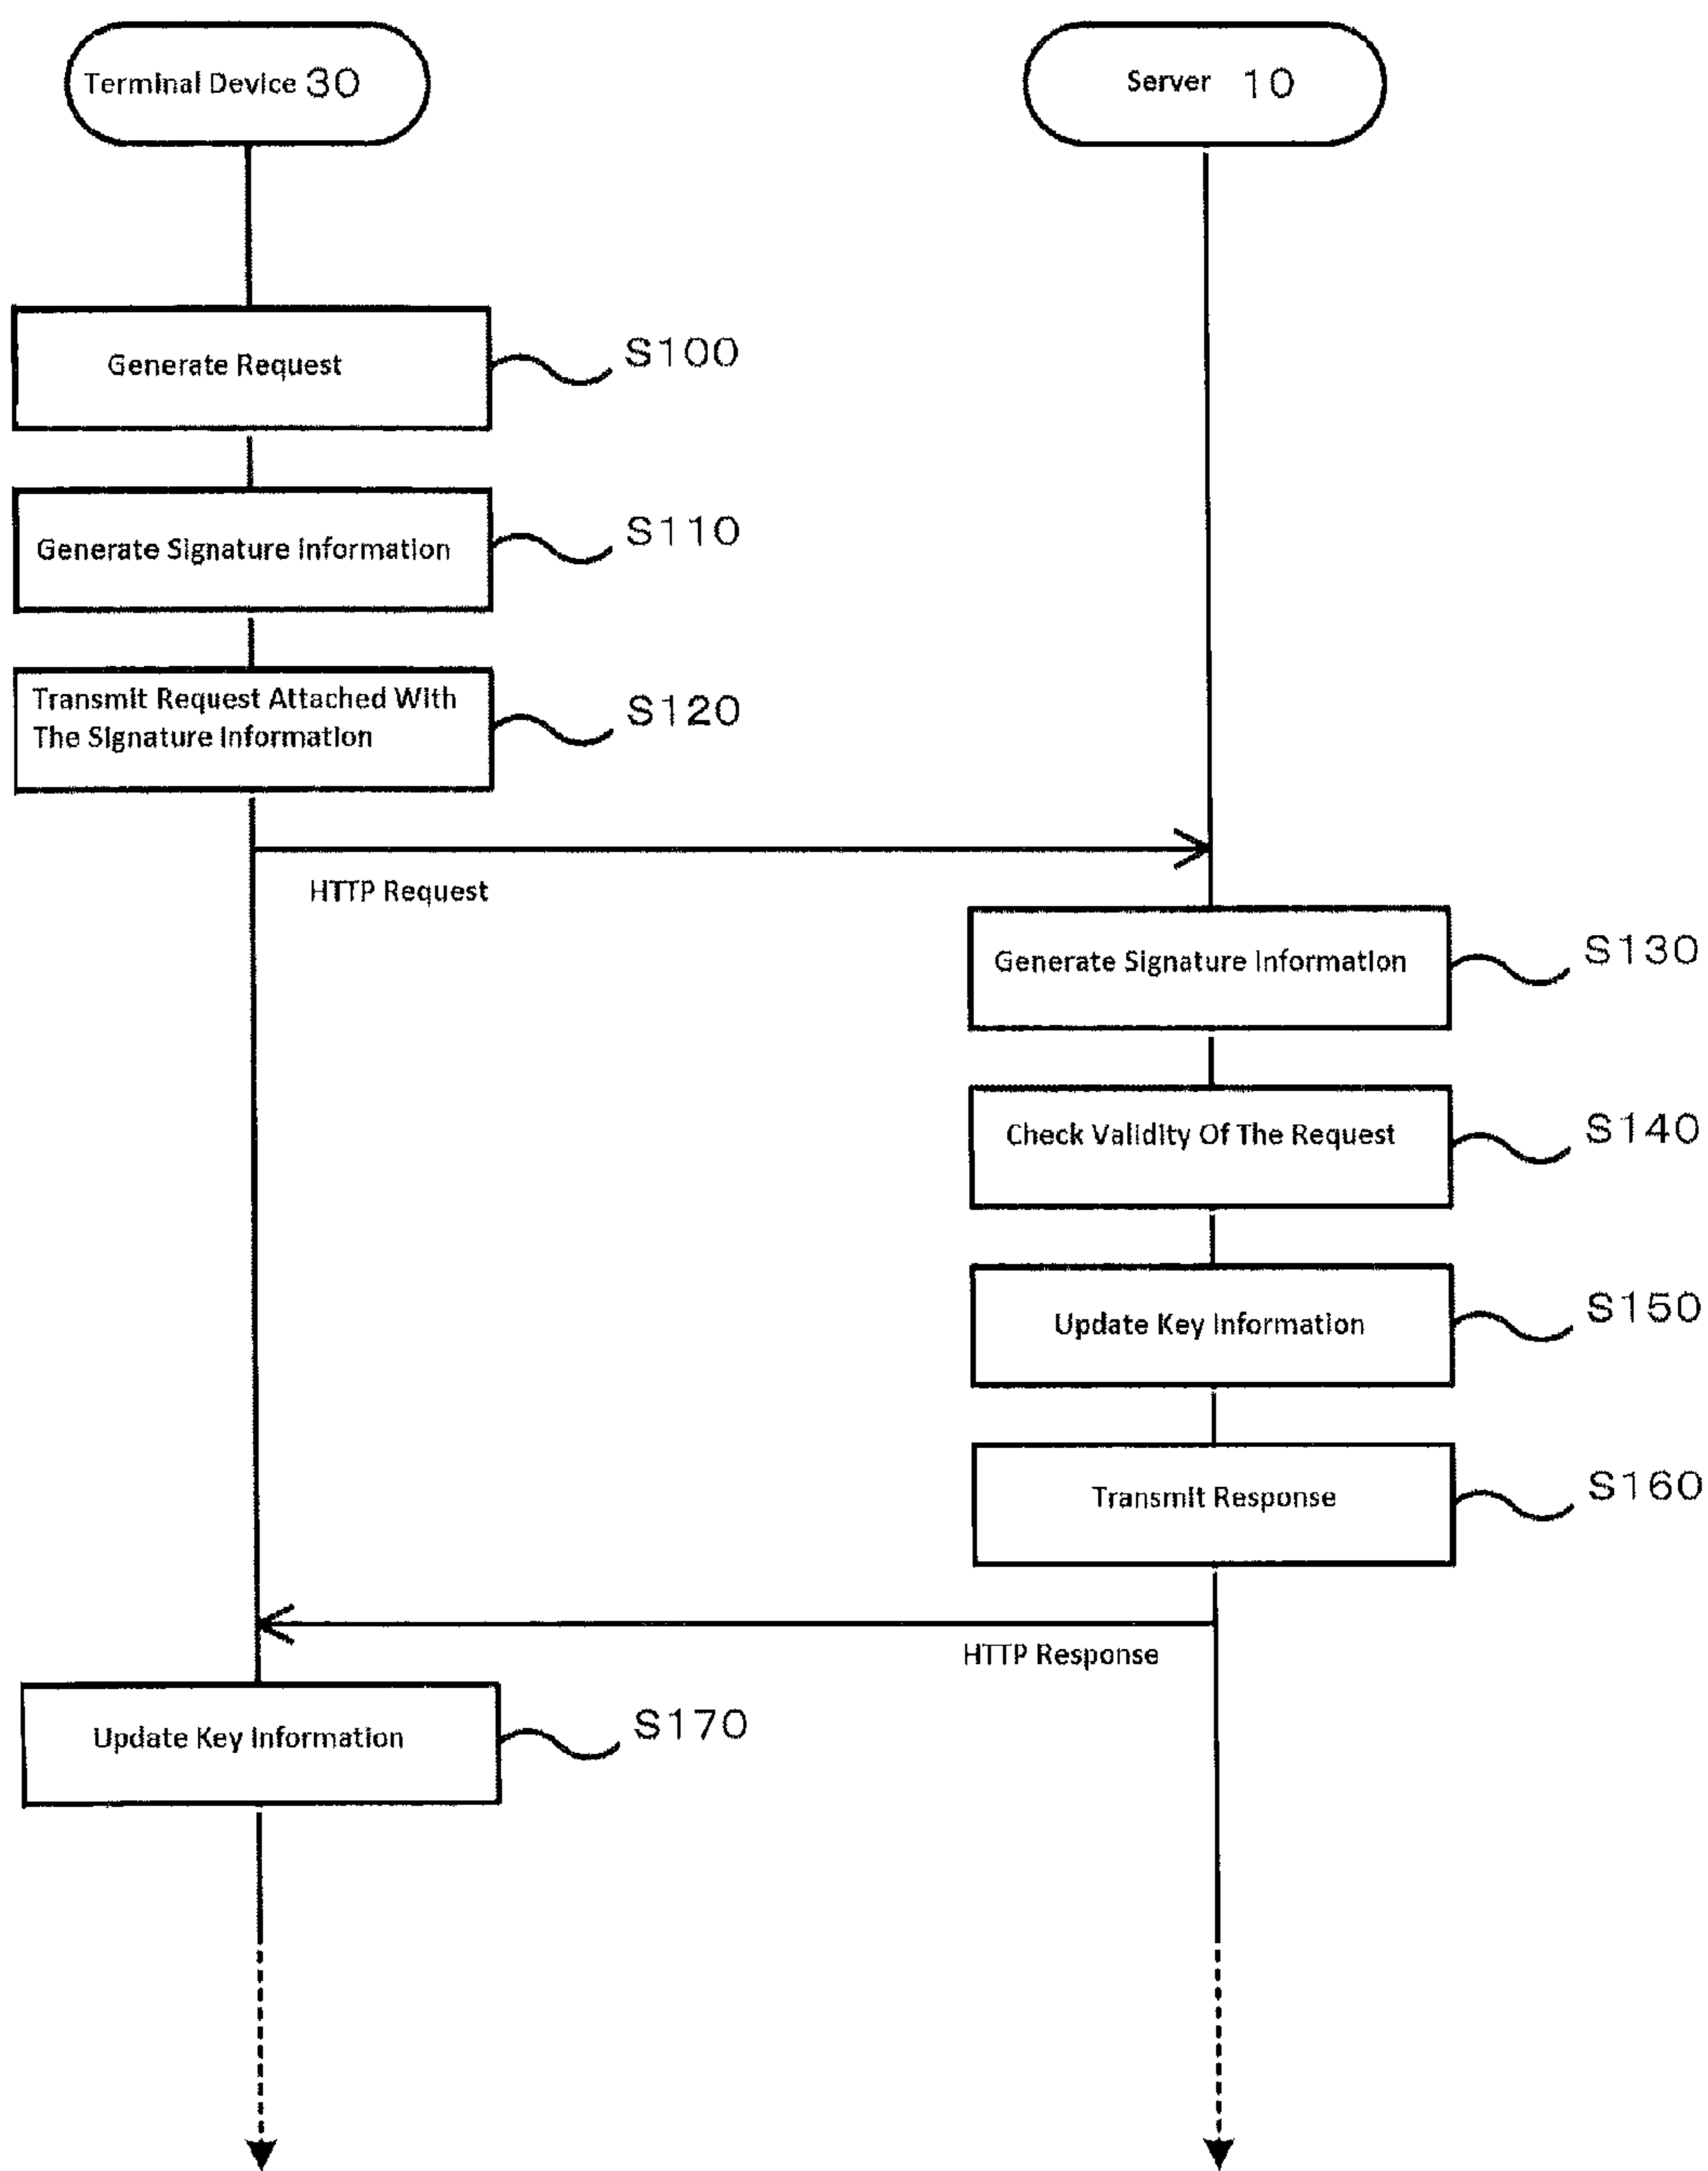 Terminal Device 30
Server 10
Generate Request
S100
Generate Signature Information
S110
Transmit Request Attached With
The Signature Information
S120
HTTP Request
Generate Signature Information
S130
Check Validity Of The Request
S140
Update Key Information
S150
Transmit Response
S160
HTTP Response
Update Key Information
S170